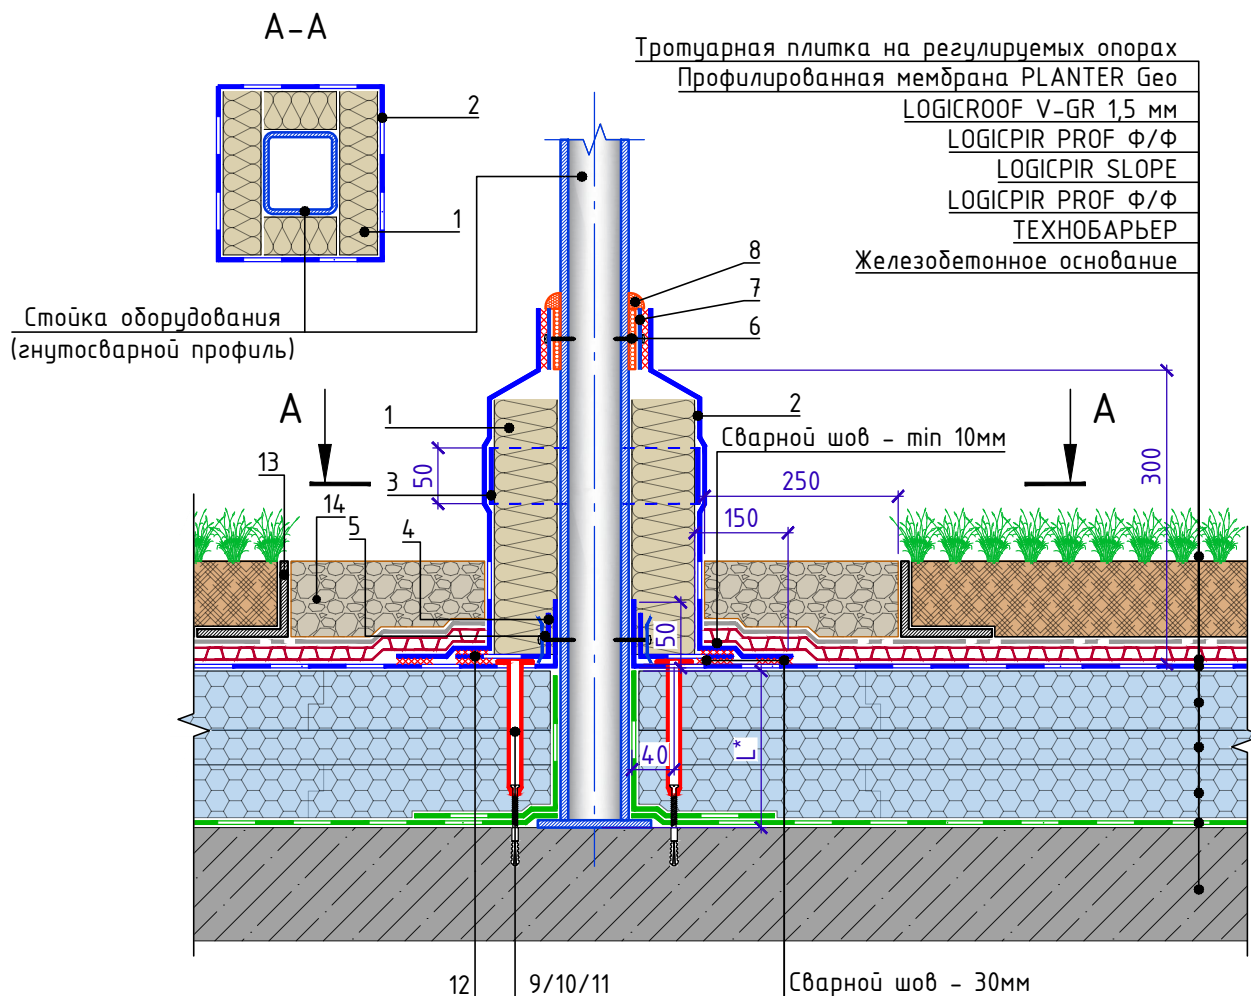 А-А
Тротуарная плитка на регулируемых опорах
Профилированная мембрана PLANTER Geo
LOGICROOF V-GR 1,5 мм
LOGICPIR PROF Ф/Ф
LOGICPIR SLOPE
LOGICPIR PROF Ф/Ф
ТЕХНОБАРЬЕР
Железобетонное основание
2
1
8
7
6
Стойка оборудования
(гнутосварной профиль)
А
1
2
А
Сварной шов - min 10мм
300
13
3
50
250
14
5
4
150
50
40
L*
12
9/10/11
Сварной шов - 30мм